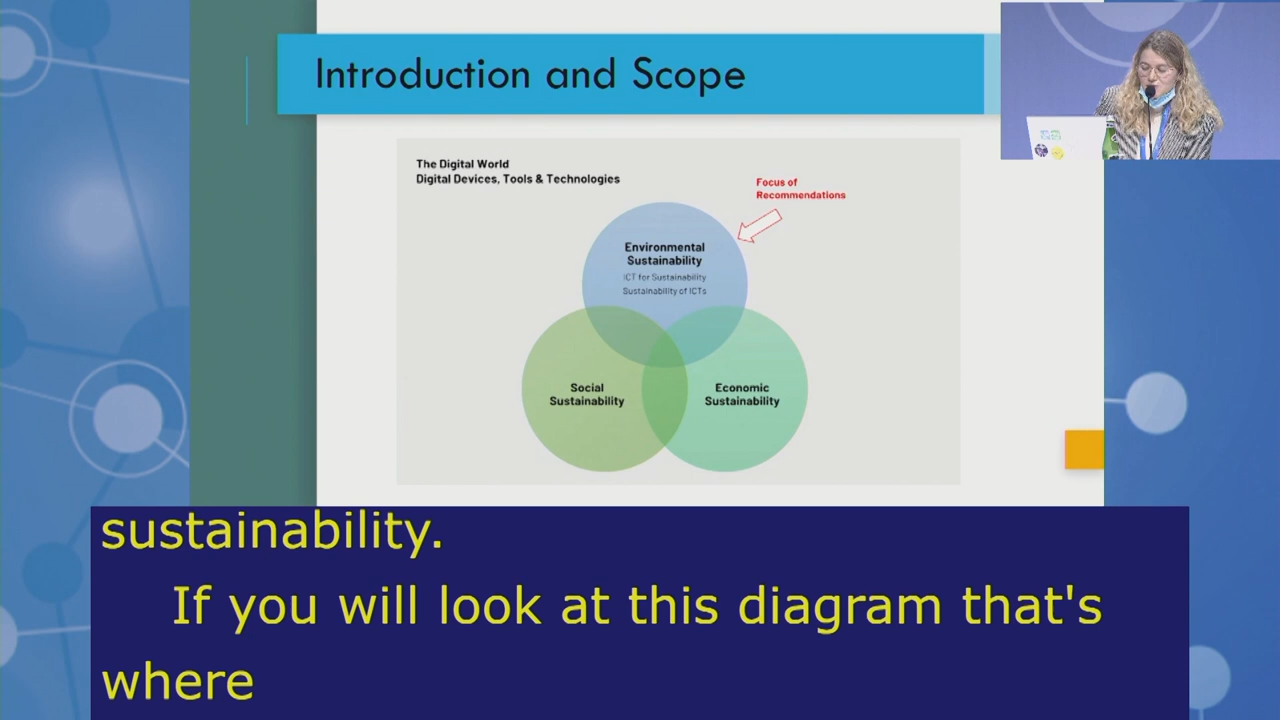 Introduction and Scope
The Digital World
Digital Devices, Tools & Technologies
Focus of
Recommendations
Environmental
Sustainability
ICT for Sustainability
Sustainability of ICTs
Social
Sustainability
Economic
Sustainability
sustainability.
If you will look at this diagram that's
where